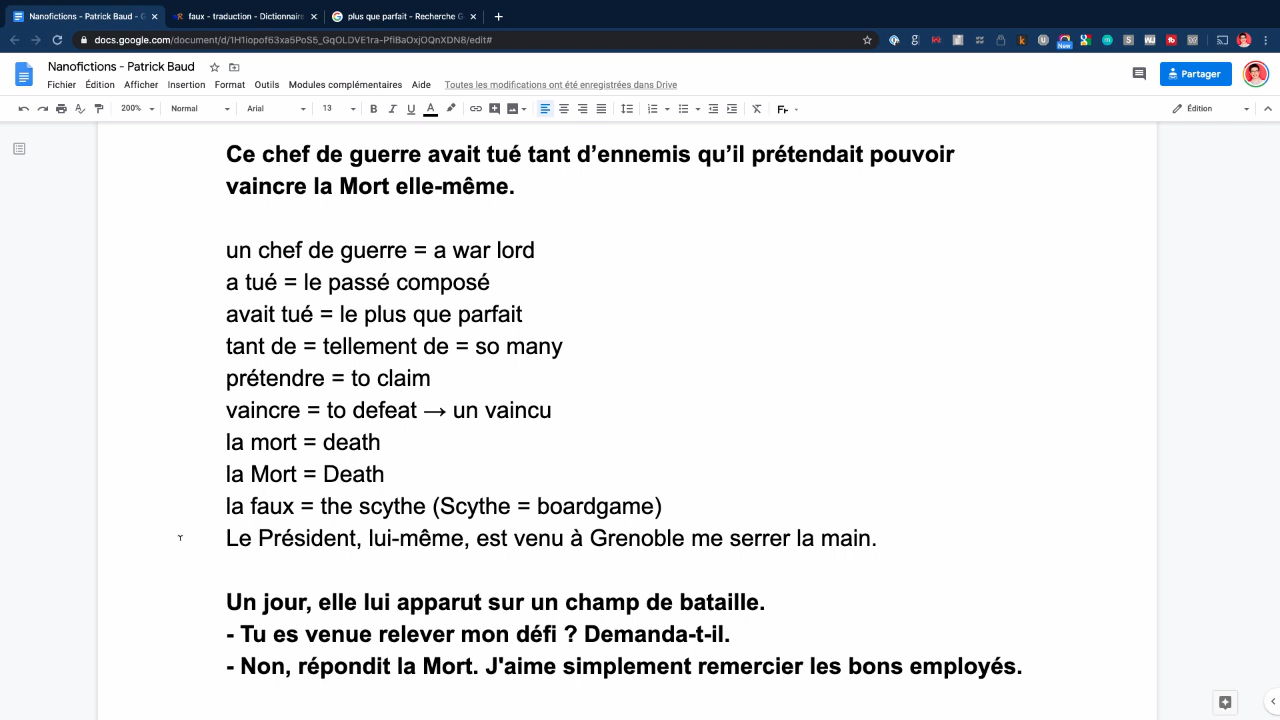 Nanofictions - Patrick Baud - G
faux - traduction - Dictionnaire
plus que parfait - Recherche G
docs.google.com/document/d/1H1iopof63xa5PoS5_GqOLDVE1ra-PfiBaOxjOQnXDN8/edit#
New
Nanofictions - Patrick Baud
Fichier Édition Afficher Insertion Format Outils Modules complémentaires Aide Toutes les modifications ont été enregistrées dans Drive
Partager
200% Normal Arial 13 B I U A Édition
Ce chef de guerre avait tué tant d’ennemis qu’il prétendait pouvoir
vaincre la Mort elle-même.
un chef de guerre = a war lord
a tué = le passé composé
avait tué = le plus que parfait
tant de = tellement de = so many
prétendre = to claim
vaincre = to defeat → un vaincu
la mort = death
la Mort = Death
la faux = the scythe (Scythe = boardgame)
Le Président, lui-même, est venu à Grenoble me serrer la main.
Un jour, elle lui apparut sur un champ de bataille.
- Tu es venue relever mon défi ? Demanda-t-il.
- Non, répondit la Mort. J'aime simplement remercier les bons employés.